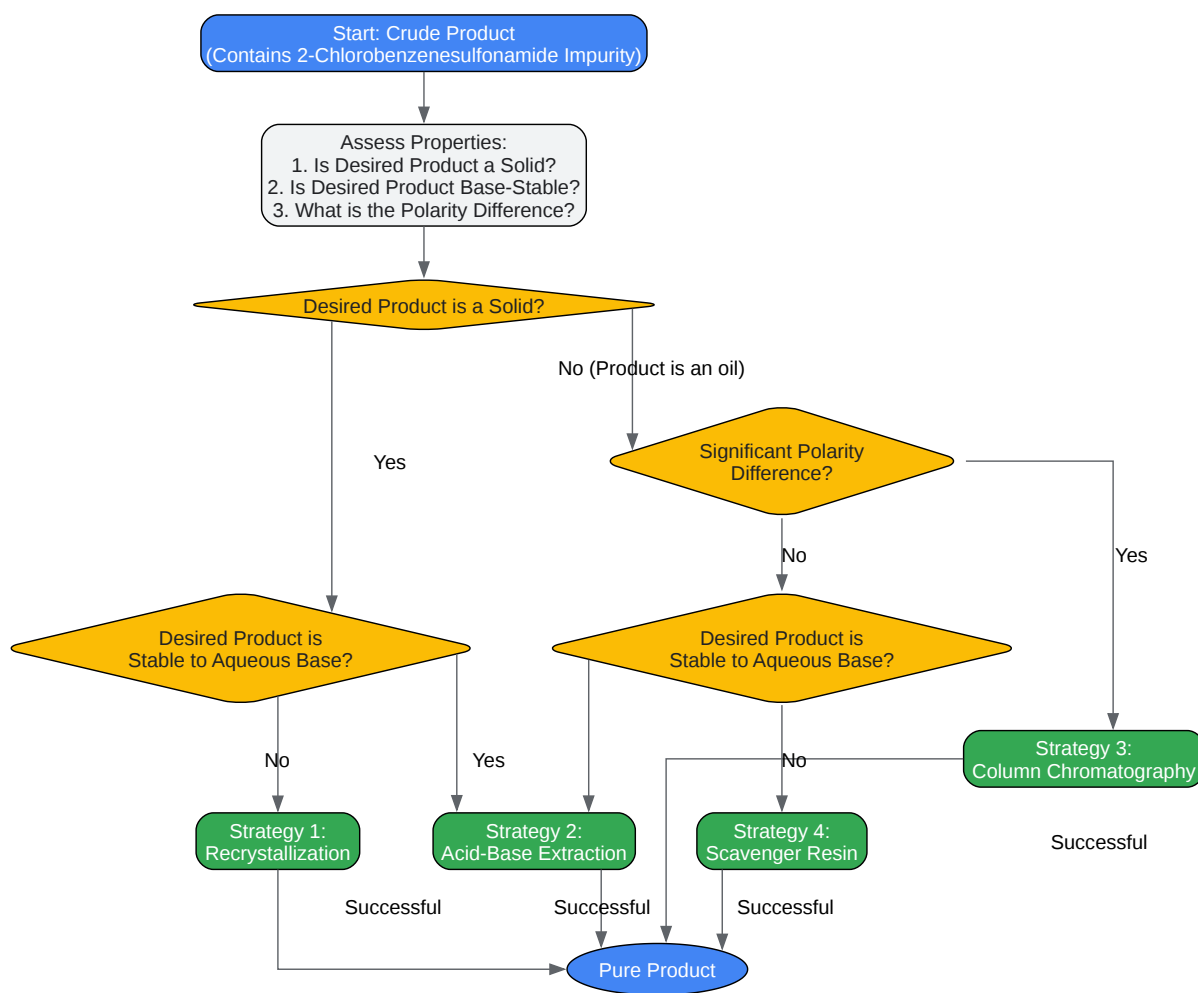 Start: Crude Product
(Contains 2-Chlorobenzenesulfonamide Impurity)
Assess Properties:
1. Is Desired Product a Solid?
2. Is Desired Product Base-Stable?
3. What is the Polarity Difference?
Desired Product is a Solid?
No (Product is an oil)
Yes
Significant Polarity
Difference?
No
Yes
Desired Product is
Stable to Aqueous Base?
Desired Product is
Stable to Aqueous Base?
No
Yes
No
Strategy 3:
Column Chromatography
Strategy 1:
Recrystallization
Strategy 2:
Acid-Base Extraction
Strategy 4:
Scavenger Resin
Successful
Successful
Successful
Successful
Pure Product